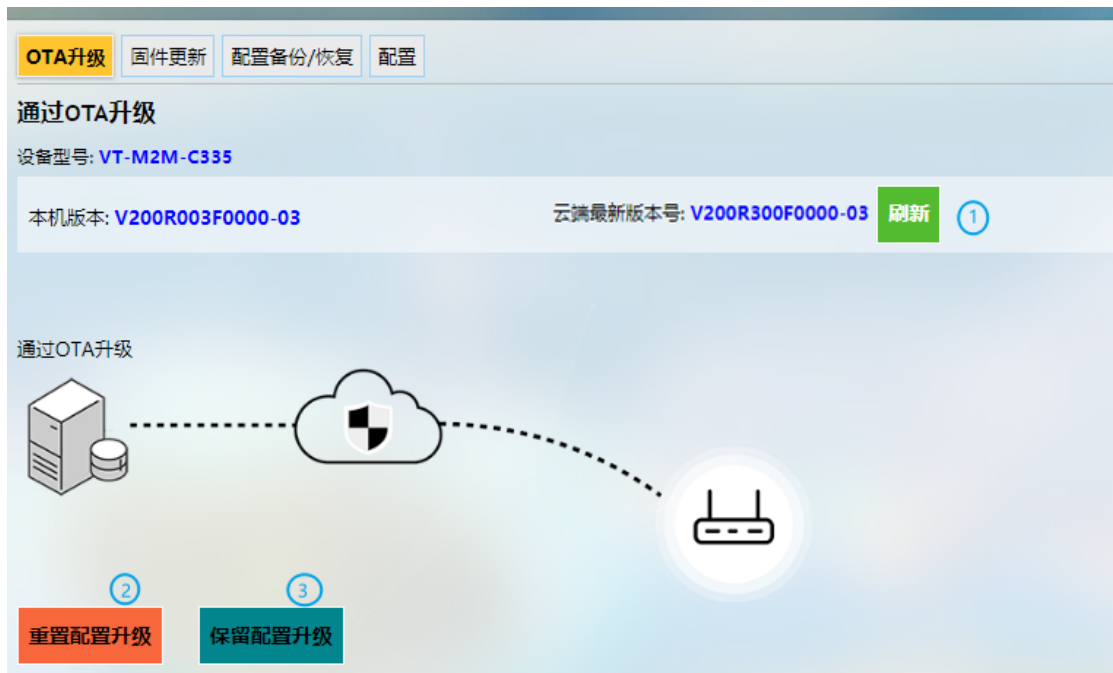 OTA升级 固件更新 配置备份/恢复 配置
通过OTA升级
设备型号: VT-M2M-C335
本机版本: V200R003F0000-03 云端最新版本号: V200R300F0000-03 刷新 1
通过OTA升级
2 3
重置配置升级 保留配置升级